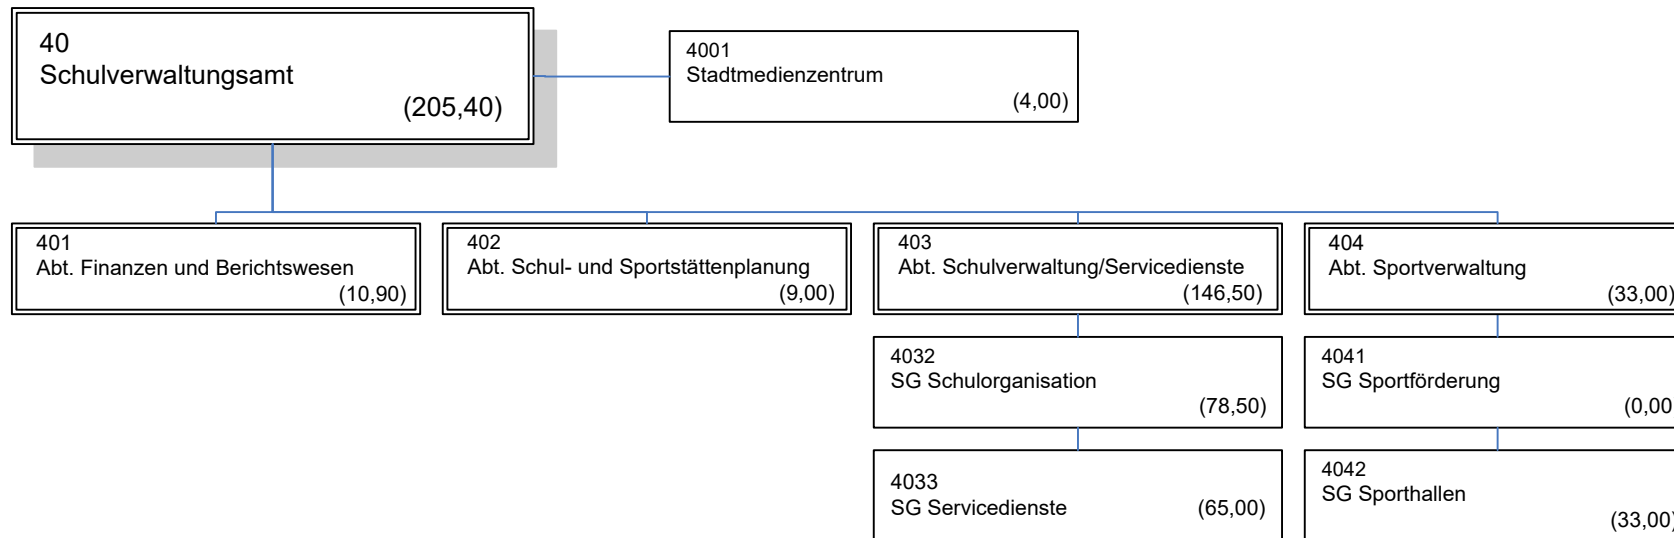 40
Schulverwaltungsamt
(205,40)
4001
Stadtmedienzentrum
(4,00)
401
Abt. Finanzen und Berichtswesen
(10,90)
402
Abt. Schul- und Sportstättenplanung
(9,00)
403
Abt. Schulverwaltung/Servicedienste
(146,50)
404
Abt. Sportverwaltung
(33,00)
4032
SG Schulorganisation
(78,50)
4041
SG Sportförderung
(0,00
4033
SG Servicedienste
(65,00)
4042
SG Sporthallen
(33,00)